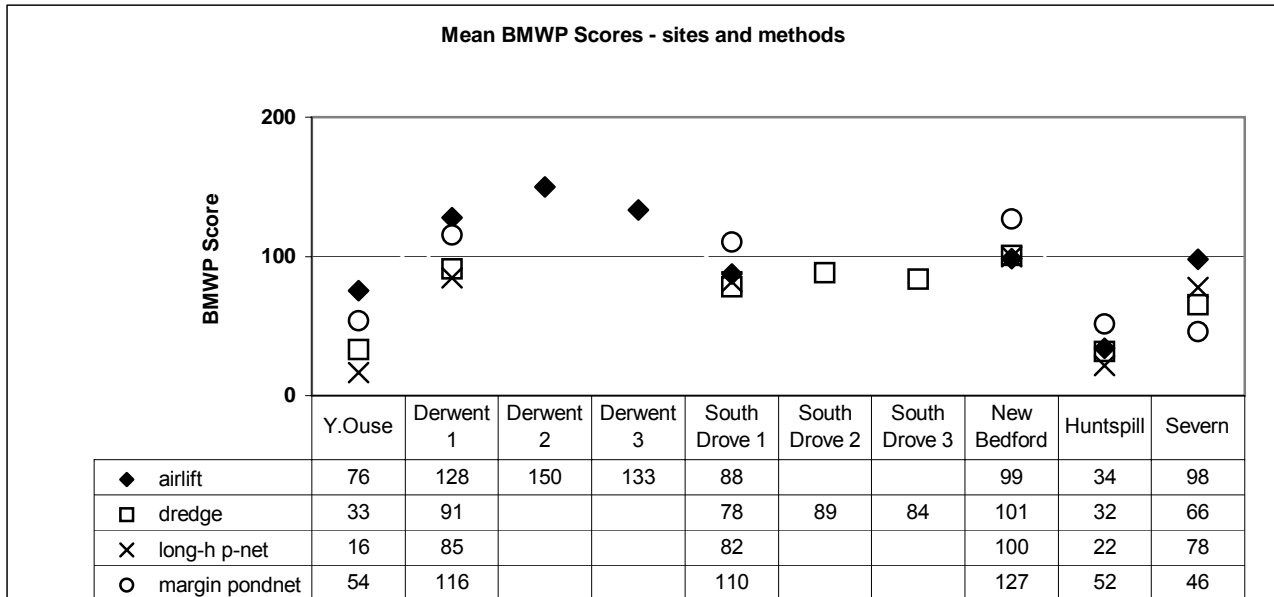 Mean BMWP Scores - sites and methods
200
100
0
BMWP Score
Y.Ouse Derwent 1 Derwent 2 Derwent 3 South Drove 1 South Drove 2 South Drove 3 New Bedford Huntspill Severn
airlift 76 128 150 133 88 99 34 98
dredge 33 91 78 89 84 101 32 66
long-h p-net 16 85 82 100 22 78
margin pondnet 54 116 110 127 52 46